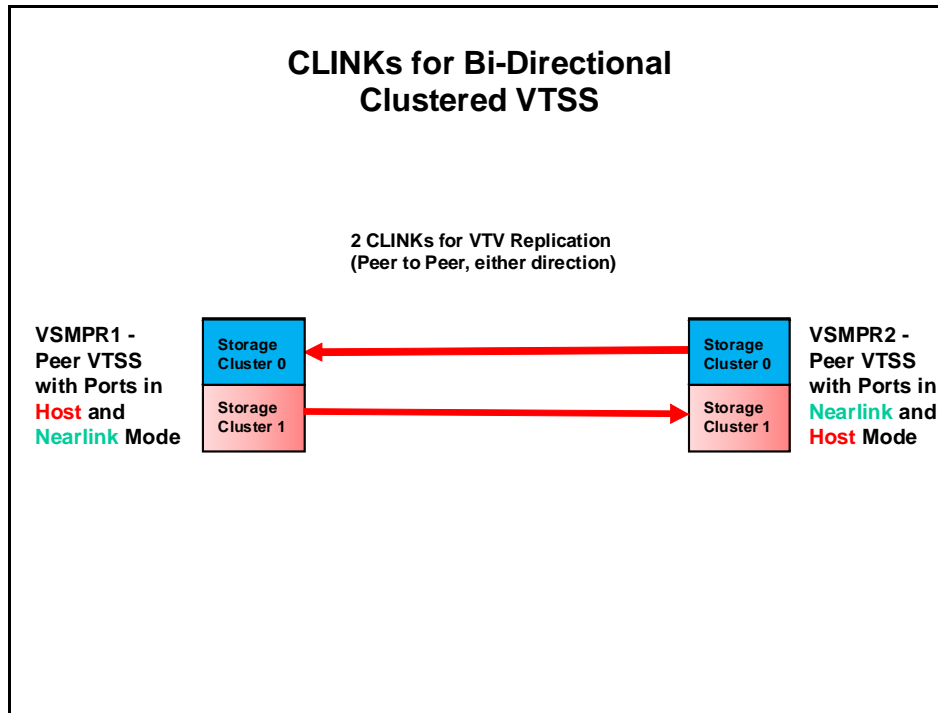 CLINKs for Bi-Directional
Clustered VTSS
2 CLINKs for VTV Replication
(Peer to Peer, either direction)
VSMPR1 -
Peer VTSS
with Ports in
Host and
Nearlink Mode
Storage
Cluster 0
Storage
Cluster 1
Storage
Cluster 0
Storage
Cluster 1
VSMPR2 -
Peer VTSS
with Ports in
Nearlink and
Host Mode